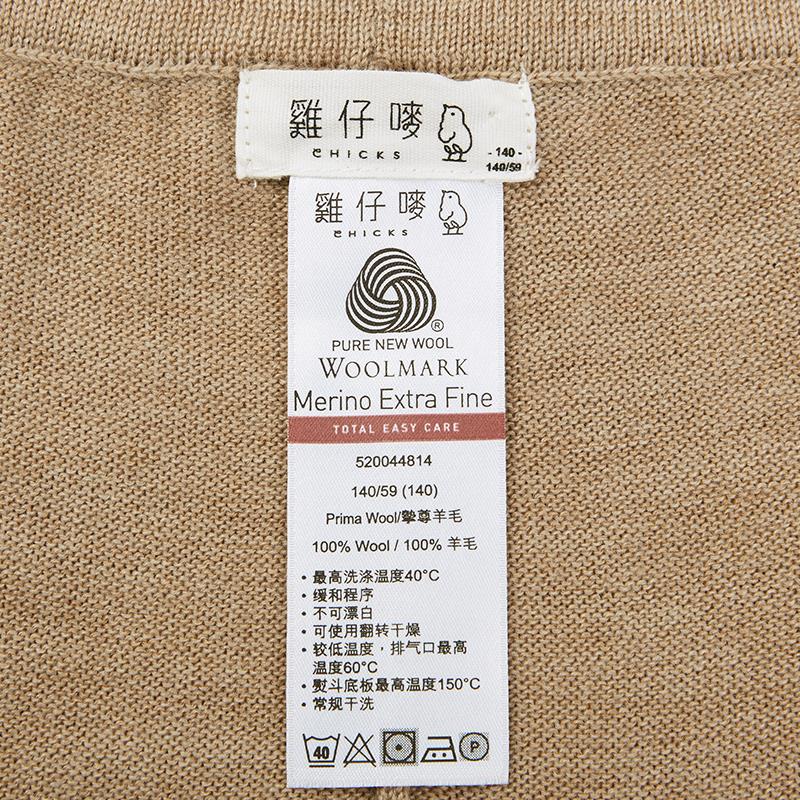 雞仔嘜
CHICKS
- 140 -
140/59
雞仔嘜
CHICKS
®
PURE NEW WOOL
WOOLMARK
Merino Extra Fine
TOTAL EASY CARE
520044814
140/59 (140)
Prima Wool/摯尊羊毛
100% Wool / 100% 羊毛
• 最高洗涤温度40°C
• 缓和程序
• 不可漂白
• 可使用翻转干燥
• 较低温度，排气口最高
温度60°C
• 熨斗底板最高温度150°C
• 常规干洗
40 P